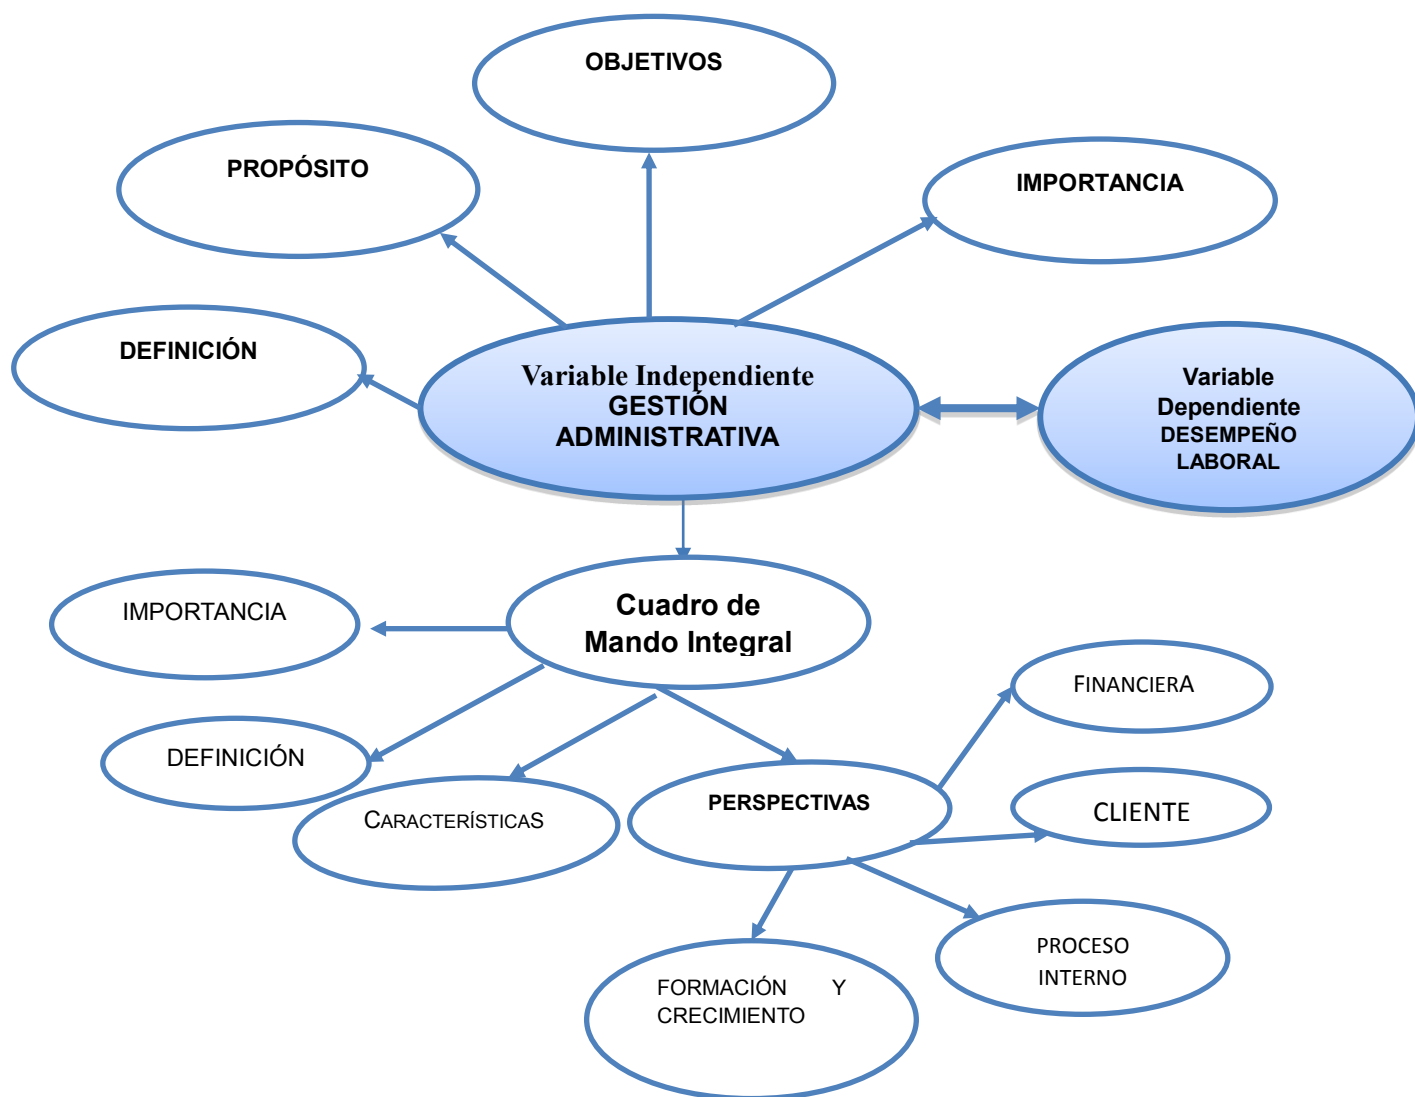 OBJETIVOS
PROPÓSITO
IMPORTANCIA
DEFINICIÓN
Variable Independiente
GESTIÓN
ADMINISTRATIVA
Variable
Dependiente
DESEMPEÑO
LABORAL
IMPORTANCIA
Cuadro de
Mando Integral
FINANCIERA
DEFINICIÓN
CARACTERÍSTICAS
PERSPECTIVAS
CLIENTE
PROCESO
INTERNO
FORMACIÓN Y
CRECIMIENTO